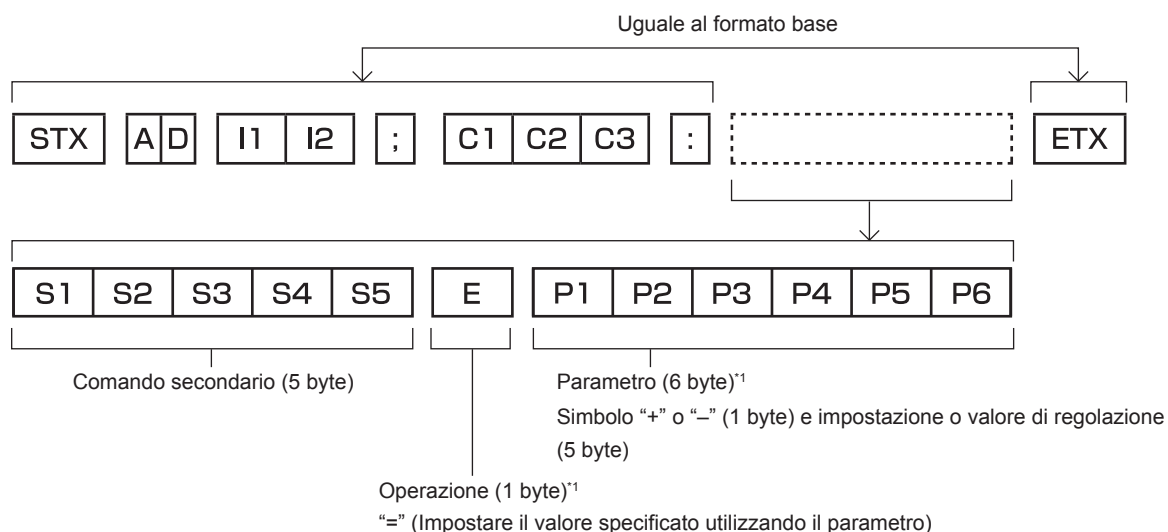 Uguale al formato base
STX A D I1 I2 ; C1 C2 C3 : ETX
S1 S2 S3 S4 S5 E P1 P2 P3 P4 P5 P6
Comando secondario (5 byte)
Parametro (6 byte)*1
Simbolo “+” o “–” (1 byte) e impostazione o valore di regolazione
(5 byte)
Operazione (1 byte)*1
“=” (Impostare il valore specificato utilizzando il parametro)